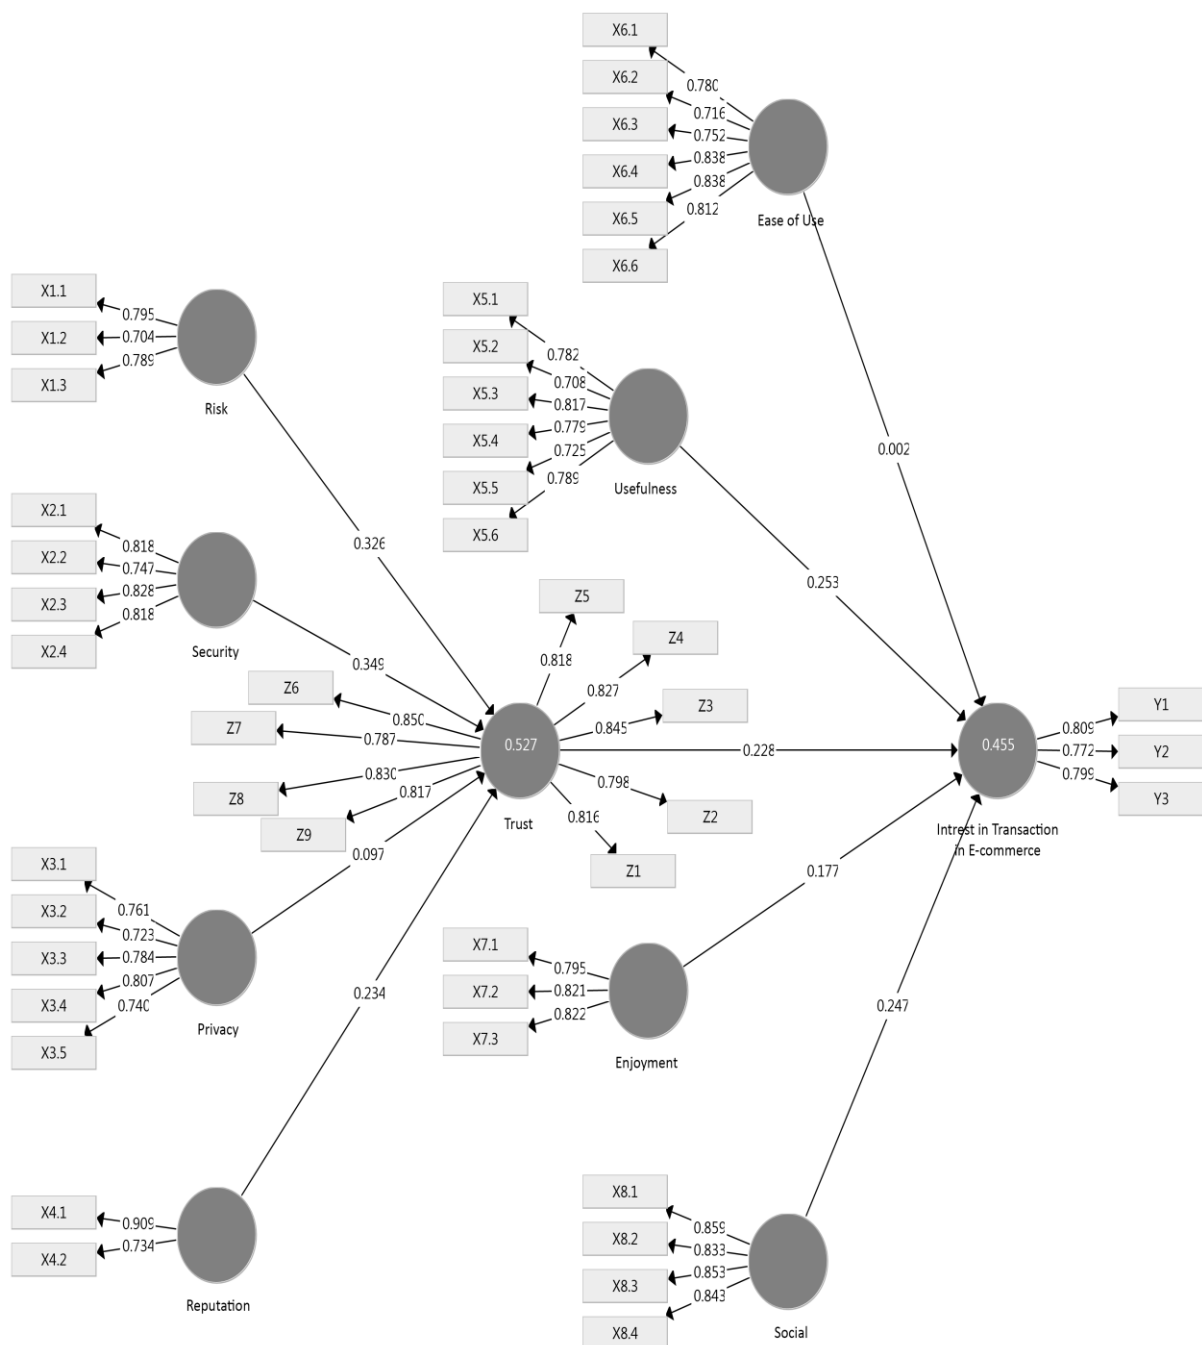 X6.1
0.780
X6.2
0.716
X6.3
0.752
X6.4
0.838
0.838
X6.5
0.812
X6.6
Ease of Use
X1.1
0.795
X1.2
0.704
X1.3
0.789
Risk
X5.1
0.782
X5.2
0.708
X5.3
0.817
X5.4
0.779
X5.5
0.725
X5.6
0.789
Usefulness
0.002
0.326
0.253
X2.1
0.818
X2.2
0.747
X2.3
0.828
X2.4
0.818
Security
0.349
Z5
0.818
Z4
0.827
Z6
0.850
Z3
0.845
Z7
0.787
0.527
0.228
0.455
Z8
0.830
0.798
Z9
0.817
Trust
0.816
Z2
Z1
0.097
Y1
0.809
Y2
0.772
Y3
0.799
Intrest in Transaction
in E-commerce
X3.1
0.761
X3.2
0.723
X3.3
0.784
X3.4
0.807
X3.5
0.740
Privacy
0.177
X7.1
0.795
X7.2
0.821
X7.3
0.822
Enjoyment
0.234
0.247
X4.1
0.909
X4.2
0.734
Reputation
X8.1
0.859
X8.2
0.833
X8.3
0.853
X8.4
0.843
Social